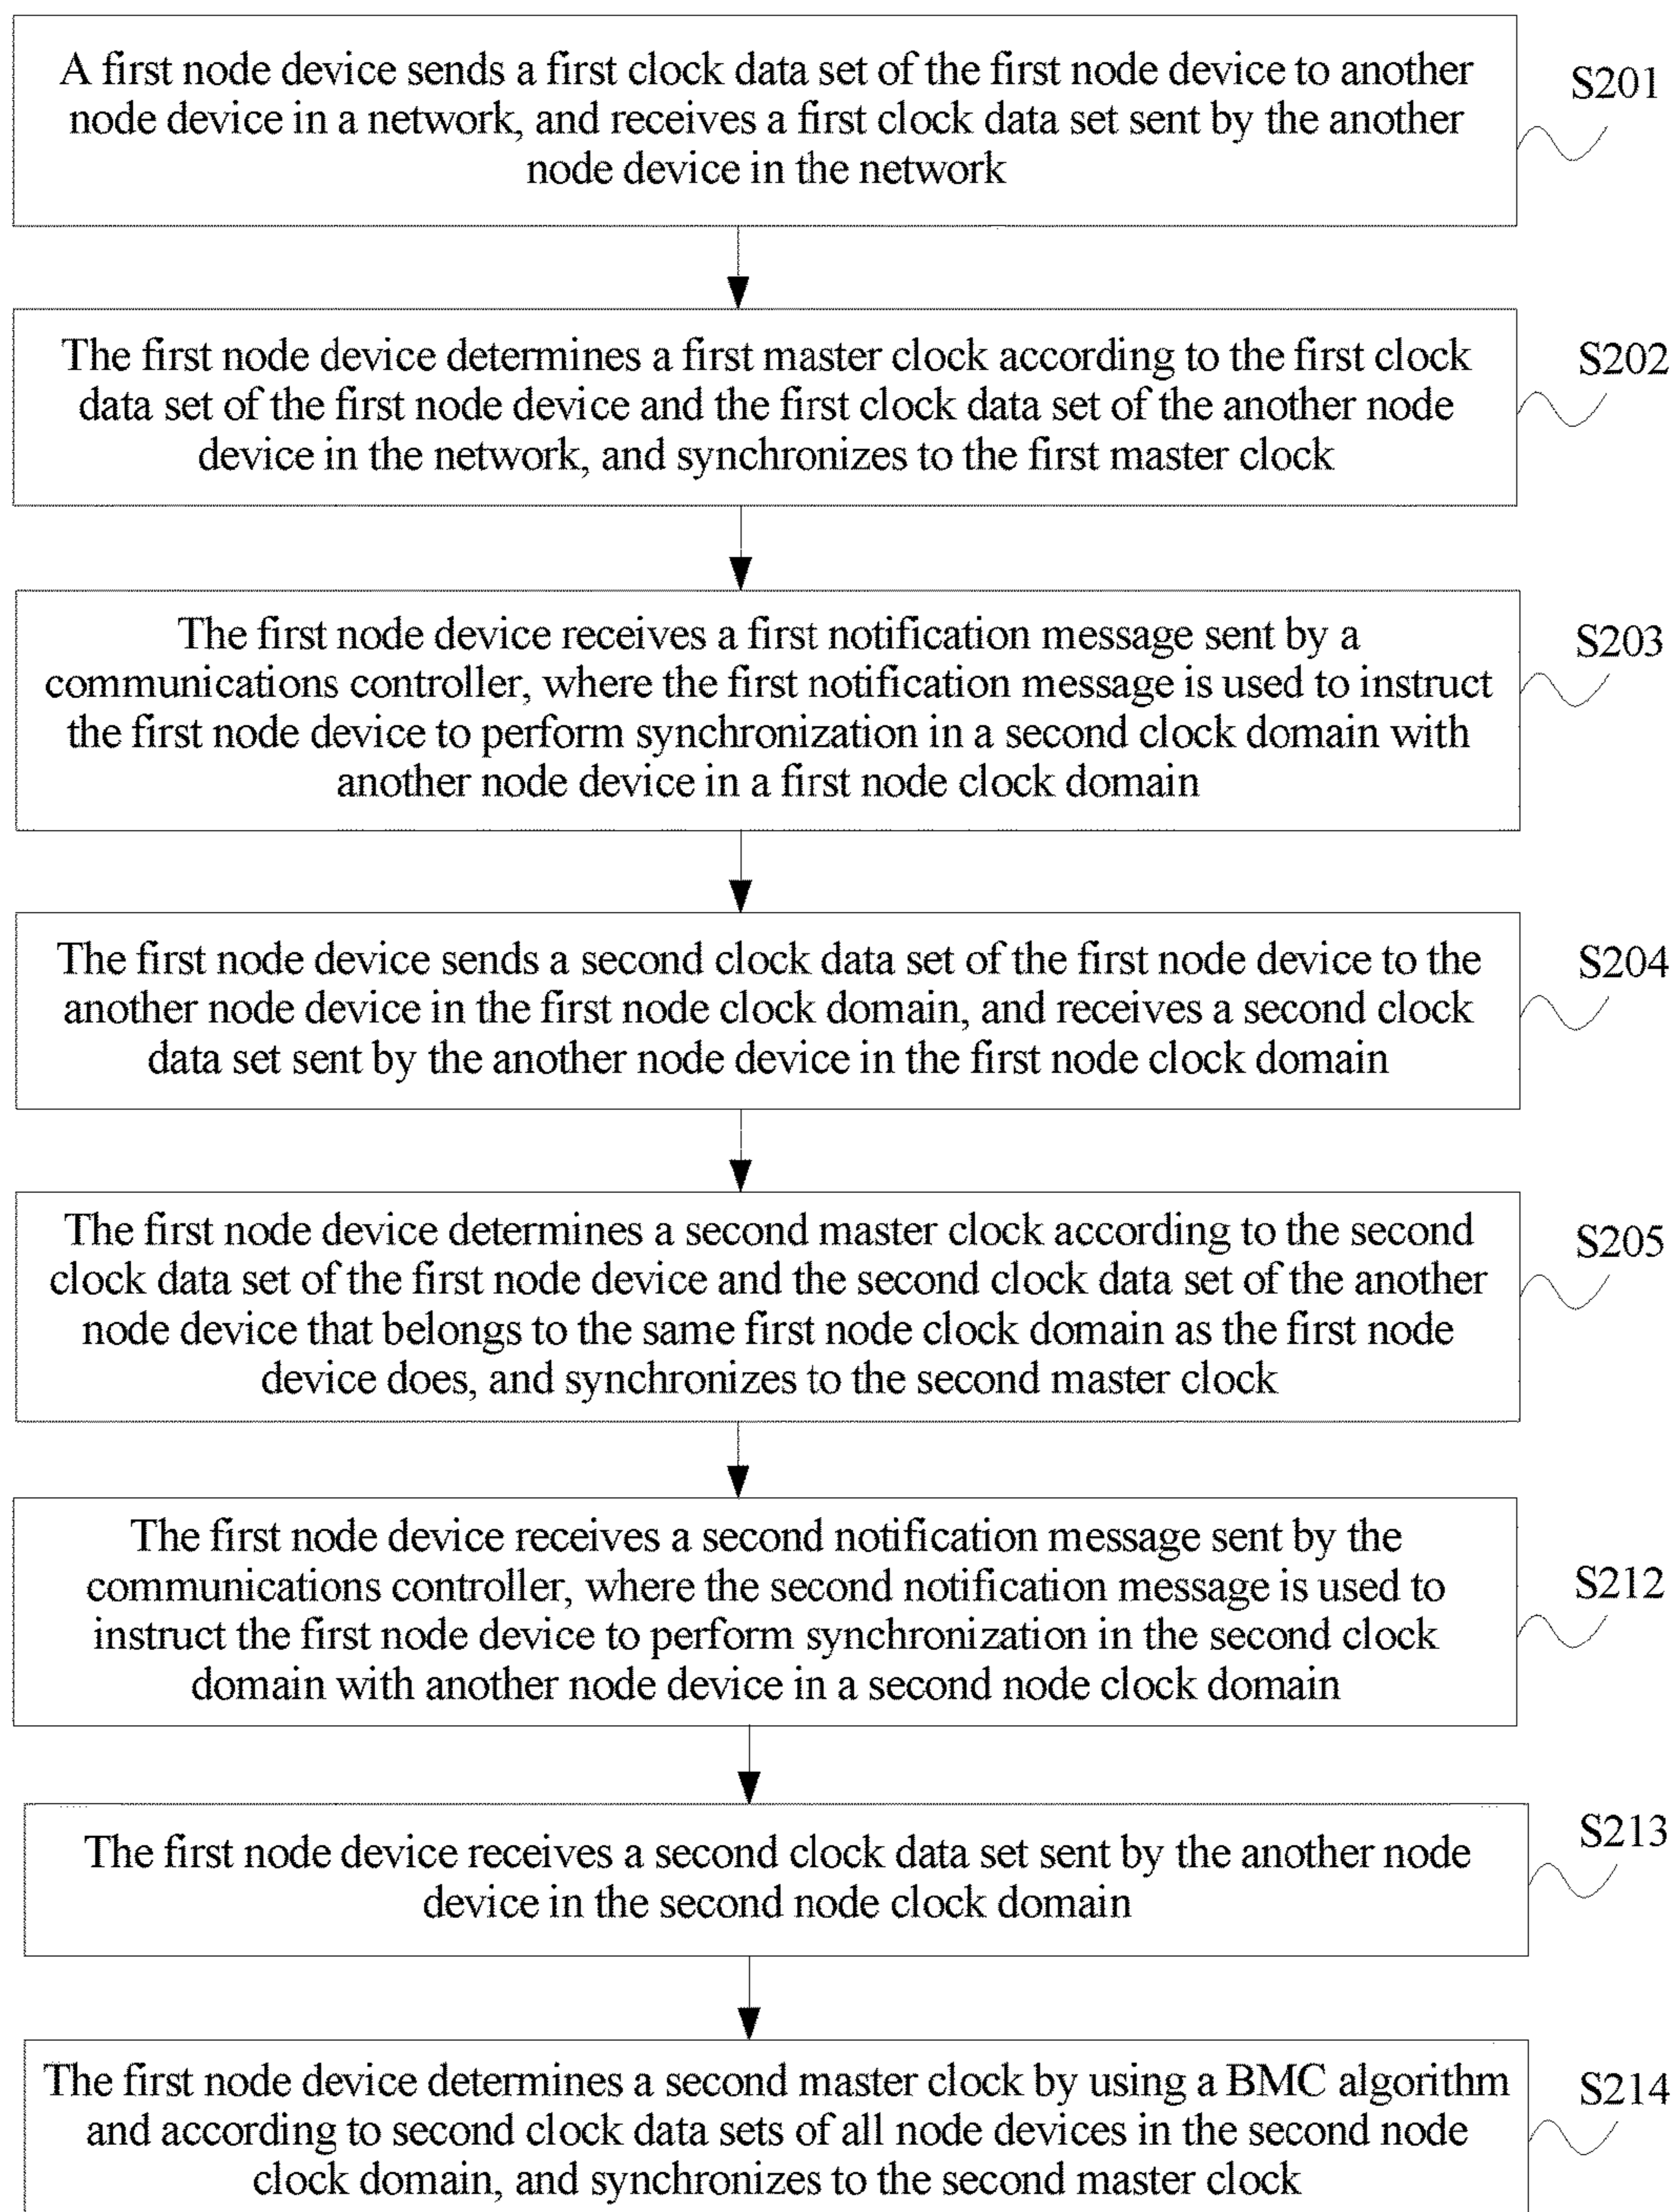 A first node device sends a first clock data set of the first node device to another
node device in a network, and receives a first clock data set sent by the another
node device in the network
S201
The first node device determines a first master clock according to the first clock
data set of the first node device and the first clock data set of the another node
device in the network, and synchronizes to the first master clock
S202
The first node device receives a first notification message sent by a
communications controller, where the first notification message is used to instruct
the first node device to perform synchronization in a second clock domain with
another node device in a first node clock domain
S203
The first node device sends a second clock data set of the first node device to the
another node device in the first node clock domain, and receives a second clock
data set sent by the another node device in the first node clock domain
S204
The first node device determines a second master clock according to the second
clock data set of the first node device and the second clock data set of the another
node device that belongs to the same first node clock domain as the first node
device does, and synchronizes to the second master clock
S205
The first node device receives a second notification message sent by the
communications controller, where the second notification message is used to
instruct the first node device to perform synchronization in the second clock
domain with another node device in a second node clock domain
S212
The first node device receives a second clock data set sent by the another node
device in the second node clock domain
S213
The first node device determines a second master clock by using a BMC algorithm
and according to second clock data sets of all node devices in the second node
clock domain, and synchronizes to the second master clock
S214